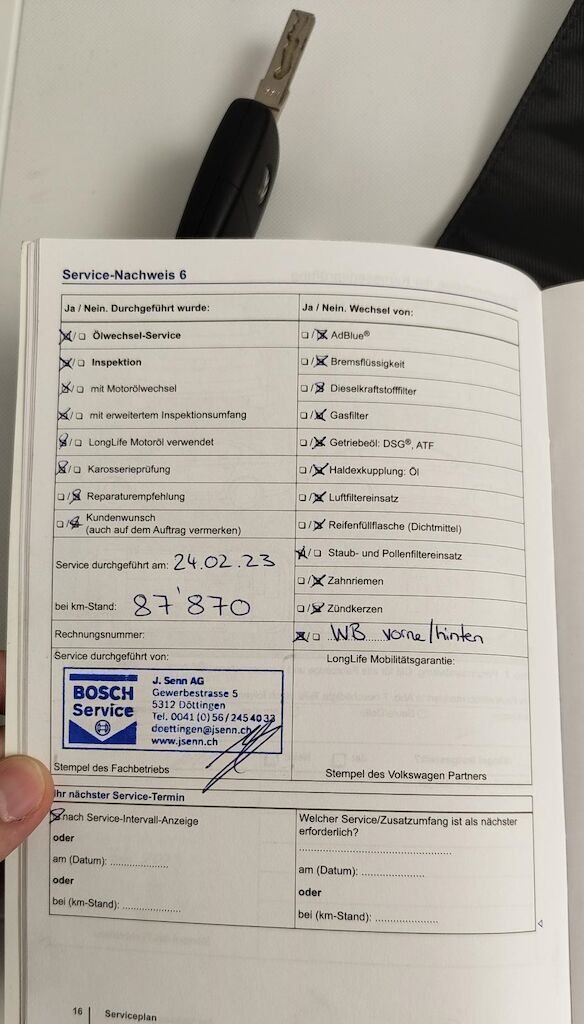 Service-Nachweis 6
Ja / Nein. Durchgeführt wurde:
☒/☐ Ölwechsel-Service
☒/☐ Inspektion
☒/☐ mit Motorölwechsel
☒/☐ mit erweitertem Inspektionsumfang
☒/☐ LongLife Motoröl verwendet
☒/☐ Karosserieprüfung
☐/☒ Reparaturempfehlung
☐/☒ Kundenwunsch
(auch auf dem Auftrag vermerken)
Service durchgeführt am: 24.02.23
bei km-Stand: 87'870
Rechnungsnummer:
Service durchgeführt von:
BOSCH
Service
J. Senn AG
Gewerbestrasse 5
5312 Döttingen
Tel. 0041 (0) 56 / 245 40 33
doettingen@jsenn.ch
www.jsenn.ch
Stempel des Fachbetriebs
Ja / Nein. Wechsel von:
☐/☒ AdBlue®
☐/☒ Bremsflüssigkeit
☐/☒ Dieselkraftstofffilter
☐/☒ Gasfilter
☐/☒ Getriebeöl: DSG®, ATF
☐/☒ Haldexkupplung: Öl
☐/☒ Luftfiltereinsatz
☐/☒ Reifenfüllflasche (Dichtmittel)
☒/☐ Staub- und Pollenfiltereinsatz
☐/☒ Zahnriemen
☐/☒ Zündkerzen
☒/☐ WB vorne/hinten
LongLife Mobilitätsgarantie:
Stempel des Volkswagen Partners
Ihr nächster Service-Termin
☒ nach Service-Intervall-Anzeige
oder
am (Datum): ....................
oder
bei (km-Stand): ....................
Welcher Service/Zusatzumfang ist als nächster
erforderlich?
..................................................
am (Datum): ....................
oder
bei (km-Stand): ....................
16 | Serviceplan